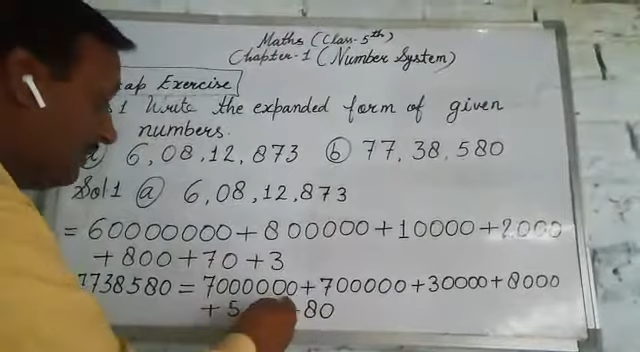 Maths (Class-5th)
Chapter-1 (Number System)
Exercise
1 Write the expanded form of given
numbers.
6,08,12,873 (b) 77,38,580
Sol 1 (a) 6,08,12,873
= 60000000+800000+10000+2000
+800+70+3
7738580 = 7000000+700000+30000+8000
+ 5 80